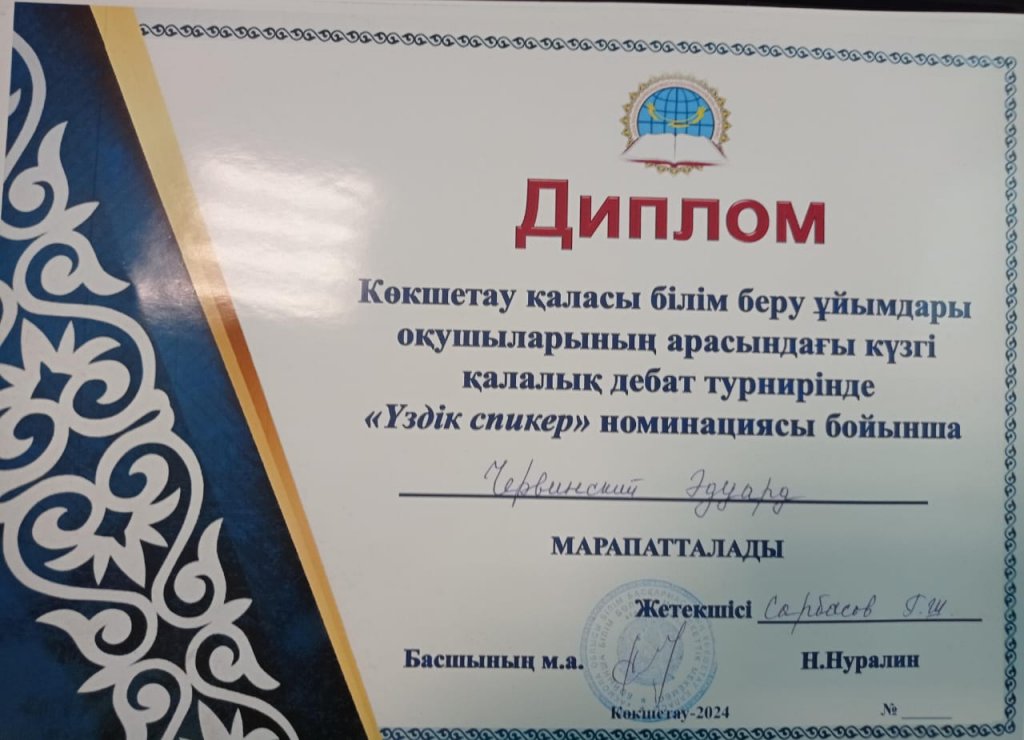 Диплом
Көкшетау қаласы білім беру ұйымдары
оқушыларының арасындағы күзгі
қалалық дебат турнирінде
«Үздік спикер» номинациясы бойынша
Червинский Эдуард
МАРАПАТТАЛАДЫ
Жетекшісі Сарбасов Г.Ж.
Басшының м.а. Н.Нуралин
Көкшетау-2024 № ______